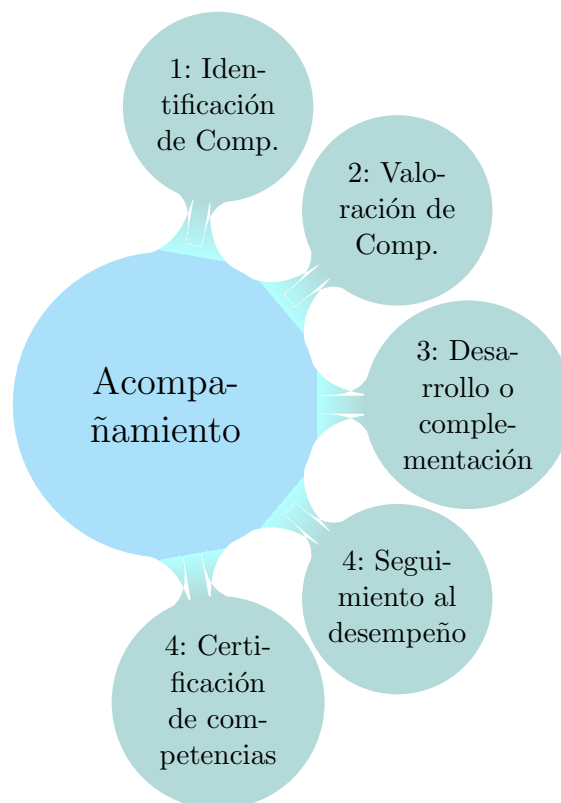 1: Iden-
tificación
de Comp.
2: Valo-
ración de
Comp.
3: Desa-
rrollo o
comple-
mentación
Acompa-
ñamiento
4: Segui-
miento al
desempeño
4: Certi-
ficación
de com-
petencias